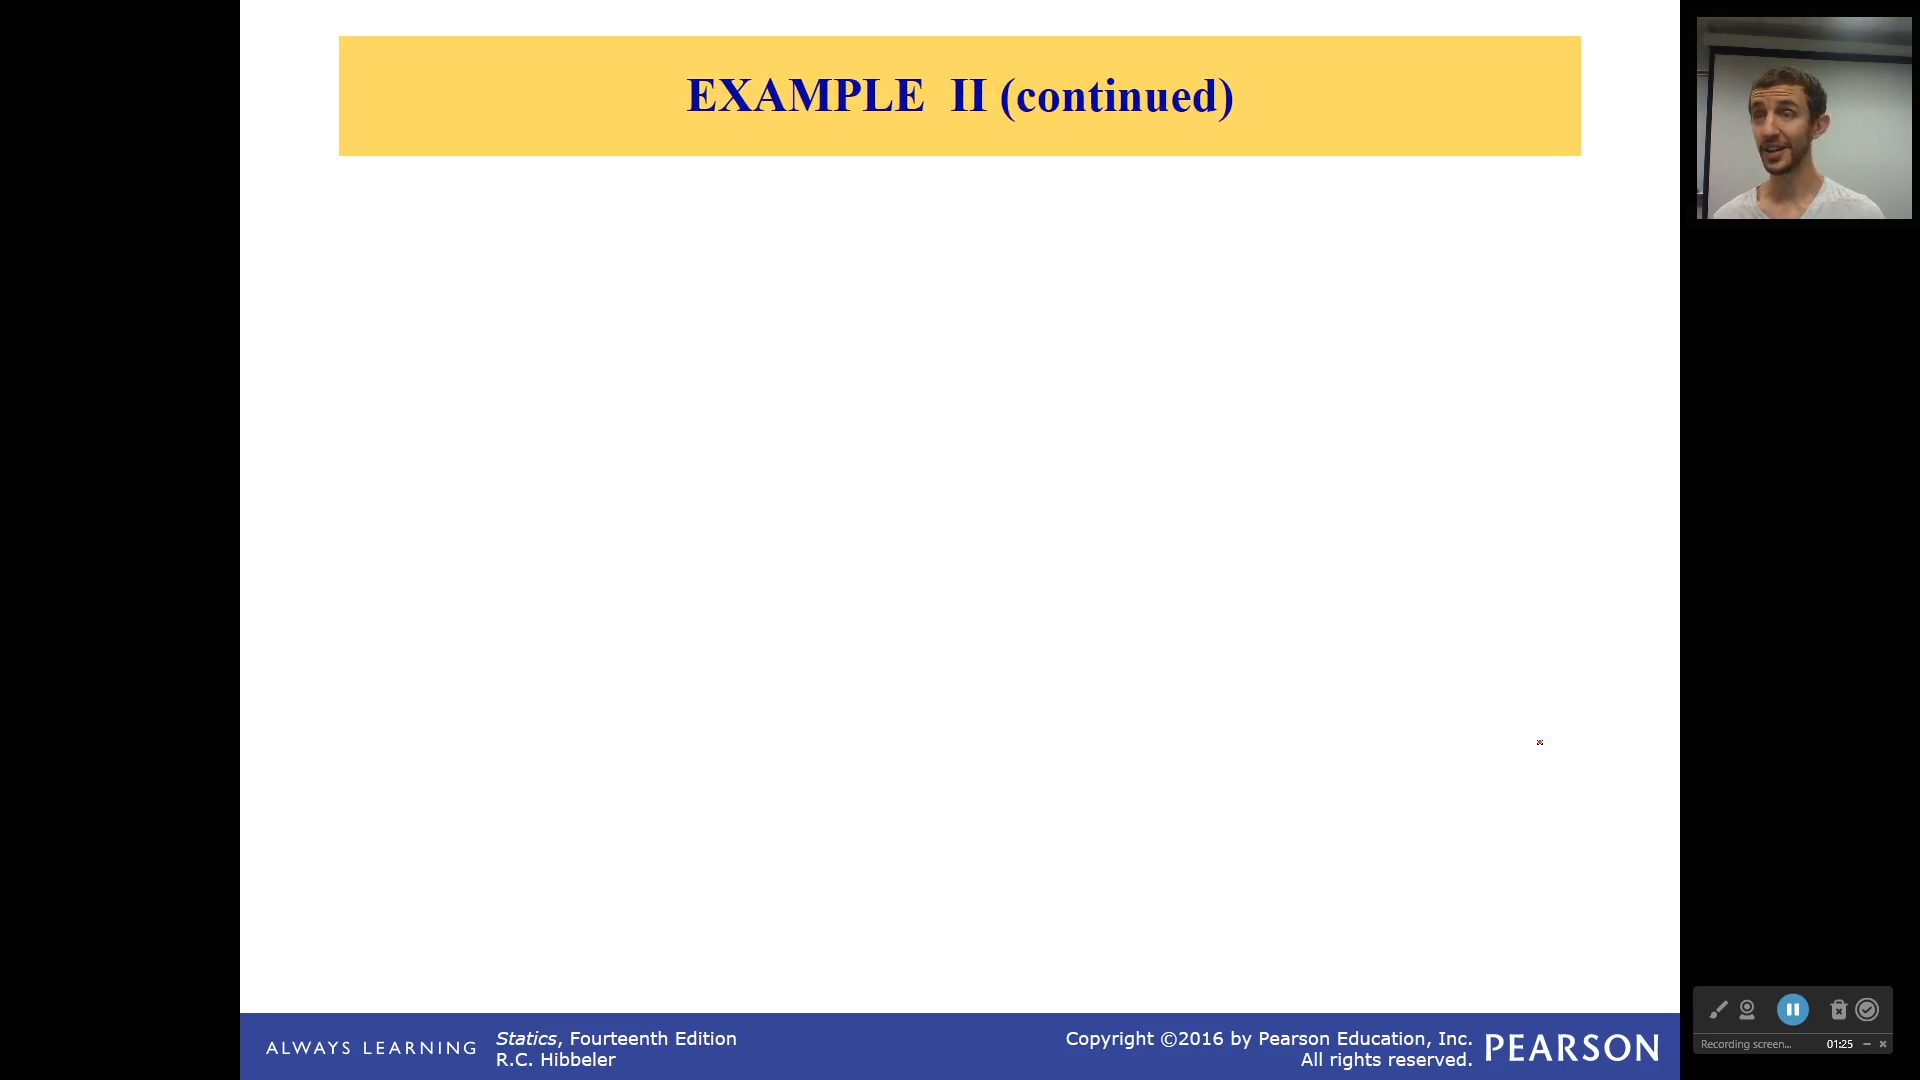 EXAMPLE II (continued)
ALWAYS LEARNING
Statics, Fourteenth Edition
R.C. Hibbeler
Copyright ©2016 by Pearson Education, Inc.
All rights reserved.
PEARSON
Recording screen... 01:25